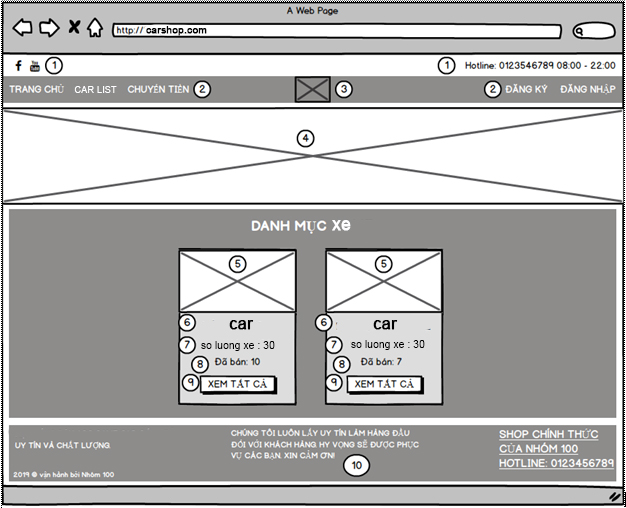 A Web Page
http:// carshop.com
1 1 Hotline: 0123546789 08:00 - 22:00
TRANG CHỦ CAR LIST CHUYỂN TIỀN 2 3 2 ĐĂNG KÝ ĐĂNG NHẬP
4
DANH MỤC xe
5 5
6 car 6 car
7 so luong xe : 30 7 so luong xe : 30
8 Đã bán: 10 8 Đã bán: 7
9 XEM TẤT CẢ 9 XEM TẤT CẢ
UY TÍN VÀ CHẤT LƯỢNG
2019 © vận hành bởi Nhóm 100
CHÚNG TÔI LUÔN LẤY UY TÍN LÀM HÀNG ĐẦU
ĐỐI VỚI KHÁCH HÀNG. HY VỌNG SẼ ĐƯỢC PHỤC
VỤ CÁC BẠN. XIN CẢM ƠN!
10
SHOP CHÍNH THỨC
CỦA NHÓM 100
HOTLINE: 0123456789